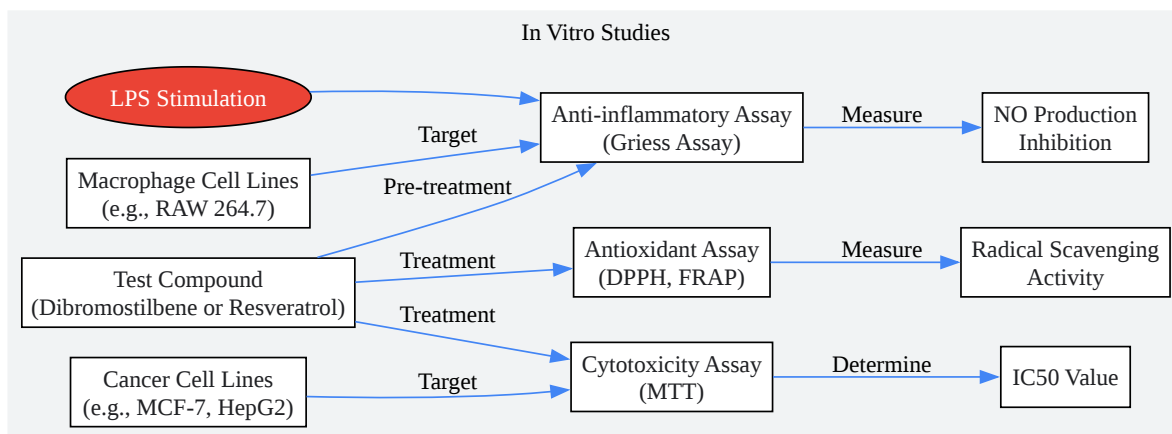 In Vitro Studies
LPS Stimulation
Macrophage Cell Lines
(e.g., RAW 264.7)
Test Compound
(Dibromostilbene or Resveratrol)
Cancer Cell Lines
(e.g., MCF-7, HepG2)
Target
Pre-treatment
Treatment
Treatment
Target
Anti-inflammatory Assay
(Griess Assay)
Antioxidant Assay
(DPPH, FRAP)
Cytotoxicity Assay
(MTT)
Measure
Measure
Determine
NO Production
Inhibition
Radical Scavenging
Activity
IC50 Value